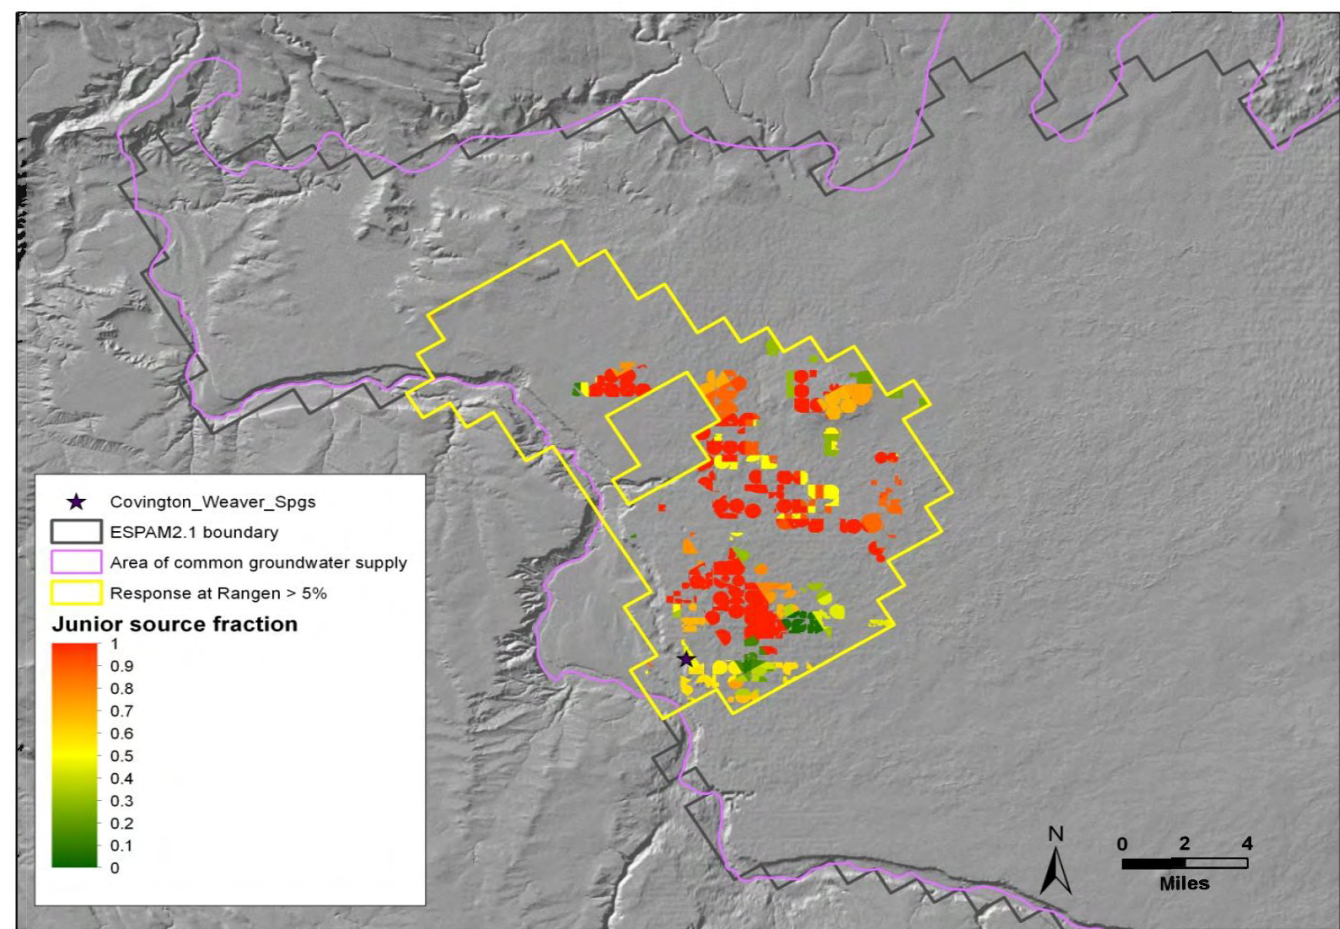 Covington_Weaver_Spgs
ESPAM2.1 boundary
Area of common groundwater supply
Response at Rangen > 5%
Junior source fraction
1
0.9
0.8
0.7
0.6
0.5
0.4
0.3
0.2
0.1
0
N
0 2 4
Miles